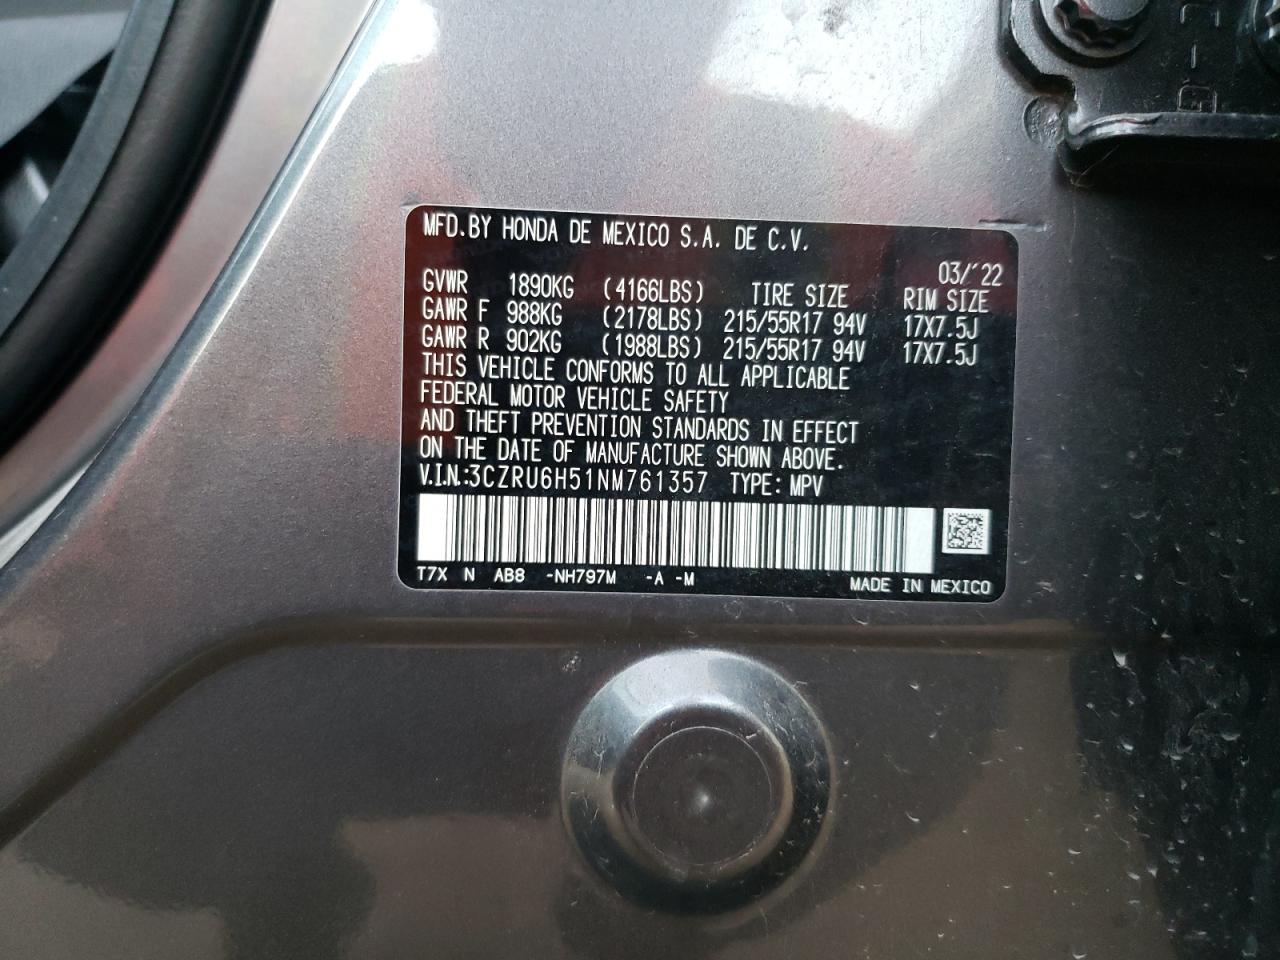 MFD.BY HONDA DE MEXICO S.A. DE C.V.
03/'22
GVWR 1890KG (4166LBS) TIRE SIZE RIM SIZE
GAWR F 988KG (2178LBS) 215/55R17 94V 17X7.5J
GAWR R 902KG (1988LBS) 215/55R17 94V 17X7.5J
THIS VEHICLE CONFORMS TO ALL APPLICABLE
FEDERAL MOTOR VEHICLE SAFETY
AND THEFT PREVENTION STANDARDS IN EFFECT
ON THE DATE OF MANUFACTURE SHOWN ABOVE.
V.I.N.:3CZRU6H51NM761357 TYPE: MPV
T7X N AB8 -NH797M -A -M MADE IN MEXICO